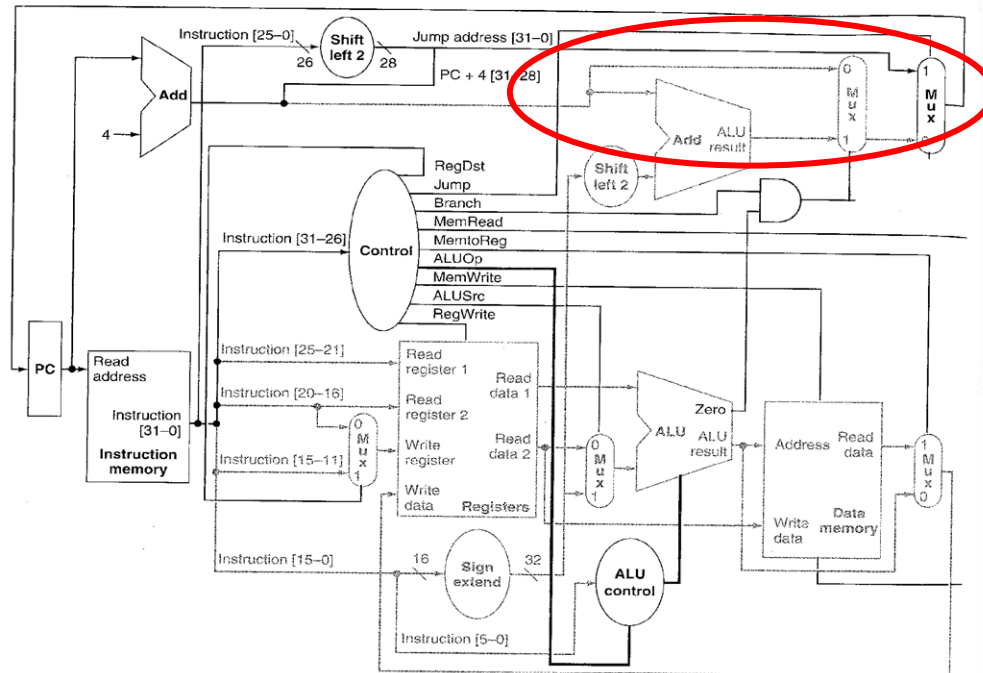 Instruction [25–0]
26
Shift
left 2
28
Jump address [31–0]
PC + 4 [31–28]
Add
4
0
M
u
x
1
1
M
u
x
0
Add
ALU
result
Shift
left 2
RegDst
Jump
Branch
MemRead
MemtoReg
ALUOp
MemWrite
ALUSrc
RegWrite
Instruction [31–26]
Control
PC
Read
address
Instruction
[31–0]
Instruction
memory
Instruction [25–21]
Instruction [20–16]
Instruction [15–11]
0
M
u
x
1
Read
register 1
Read
register 2
Write
register
Write
data
Read
data 1
Read
data 2
Registers
0
M
u
x
1
Zero
ALU
ALU
result
Address
Write
data
Read
data
Data
memory
1
M
u
x
0
Instruction [15–0]
16
Sign
extend
32
ALU
control
Instruction [5–0]